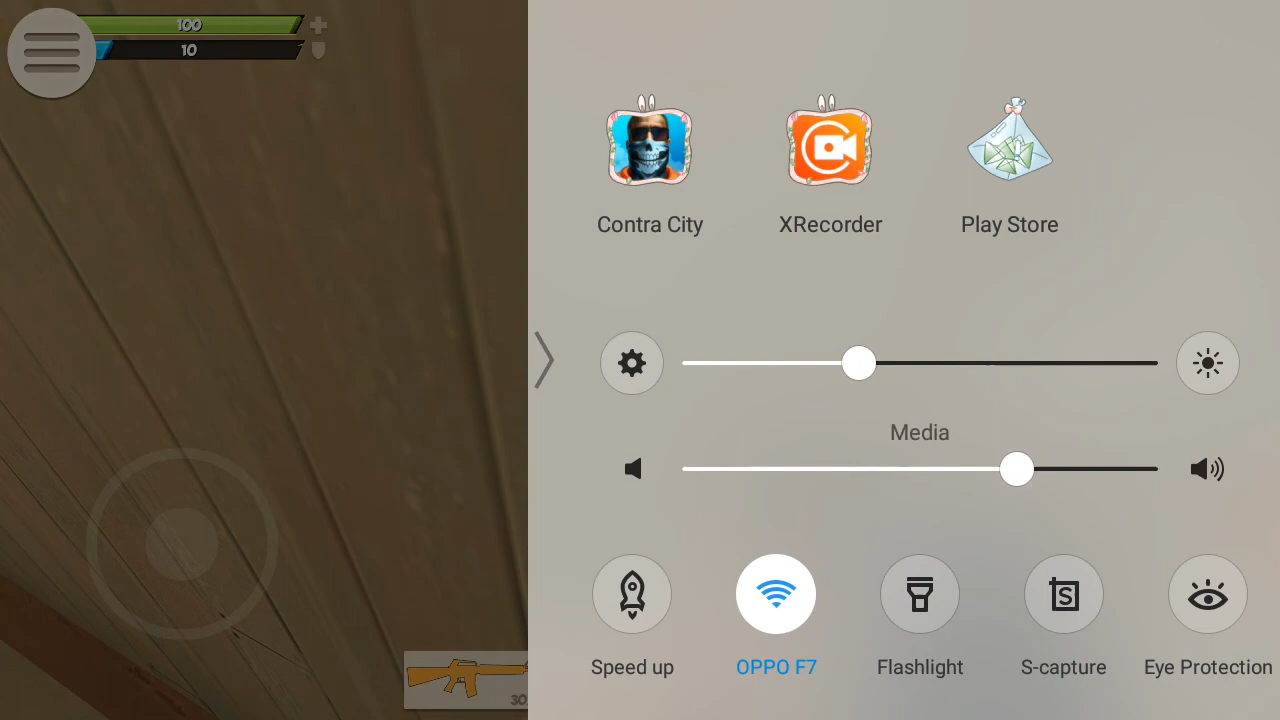 100
10
Contra City
XRecorder
Play Store
Media
S
Speed up
OPPO F7
Flashlight
S-capture
Eye Protection
30